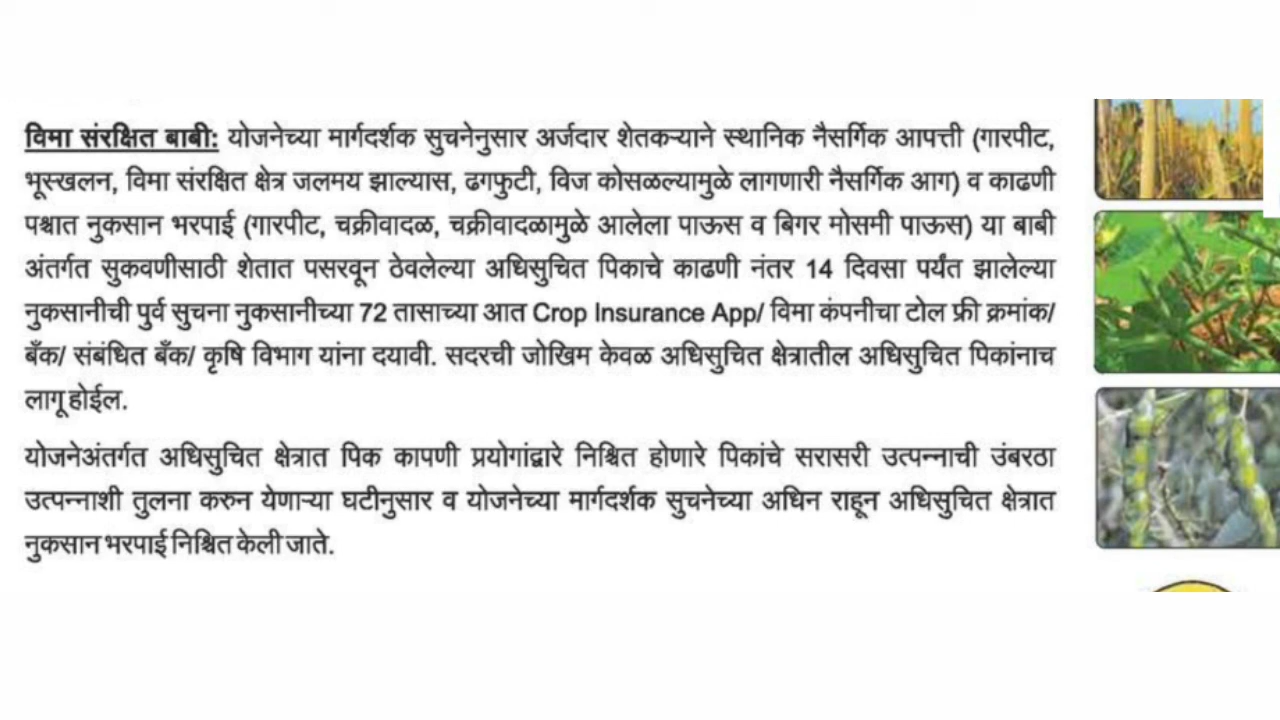 विमा संरक्षित बाबी: योजनेच्या मार्गदर्शक सुचनेनुसार अर्जदार शेतकऱ्याने स्थानिक नैसर्गिक आपत्ती (गारपीट,
भूस्खलन, विमा संरक्षित क्षेत्र जलमय झाल्यास, ढगफुटी, विज कोसळल्यामुळे लागणारी नैसर्गिक आग) व काढणी
पश्चात नुकसान भरपाई (गारपीट, चक्रीवादळ, चक्रीवादळामुळे आलेला पाऊस व बिगर मोसमी पाऊस) या बाबी
अंतर्गत सुकवणीसाठी शेतात पसरवून ठेवलेल्या अधिसुचित पिकाचे काढणी नंतर 14 दिवसा पर्यंत झालेल्या
नुकसानीची पुर्व सुचना नुकसानीच्या 72 तासाच्या आत Crop Insurance App/ विमा कंपनीचा टोल फ्री क्रमांक/
बँक/ संबंधित बँक/ कृषि विभाग यांना दयावी. सदरची जोखिम केवळ अधिसुचित क्षेत्रातील अधिसुचित पिकांनाच
लागू होईल.
योजनेअंतर्गत अधिसुचित क्षेत्रात पिक कापणी प्रयोगांद्वारे निश्चित होणारे पिकांचे सरासरी उत्पन्नाची उंबरठा
उत्पन्नाशी तुलना करुन येणाऱ्या घटीनुसार व योजनेच्या मार्गदर्शक सुचनेच्या अधिन राहून अधिसुचित क्षेत्रात
नुकसान भरपाई निश्चित केली जाते.